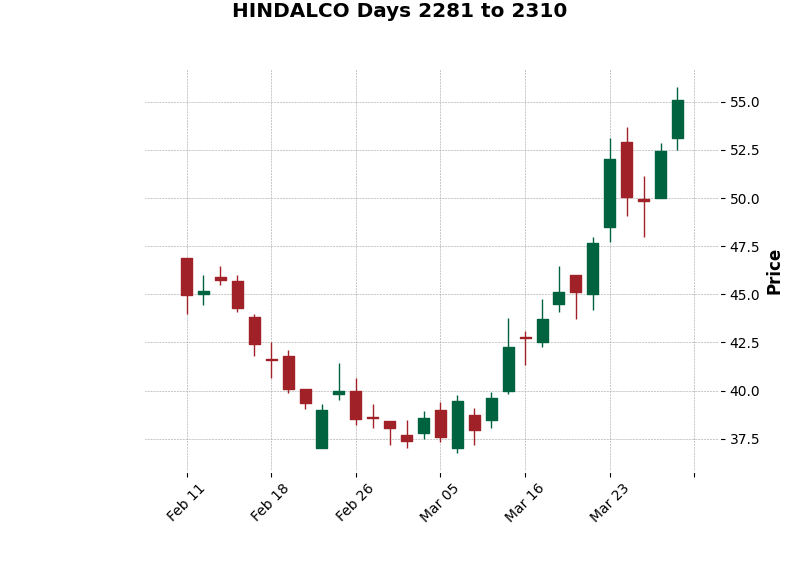 HINDALCO Days 2281 to 2310
55.0
52.5
50.0
47.5
45.0
42.5
40.0
37.5
Price
Feb 11
Feb 18
Feb 26
Mar 05
Mar 16
Mar 23